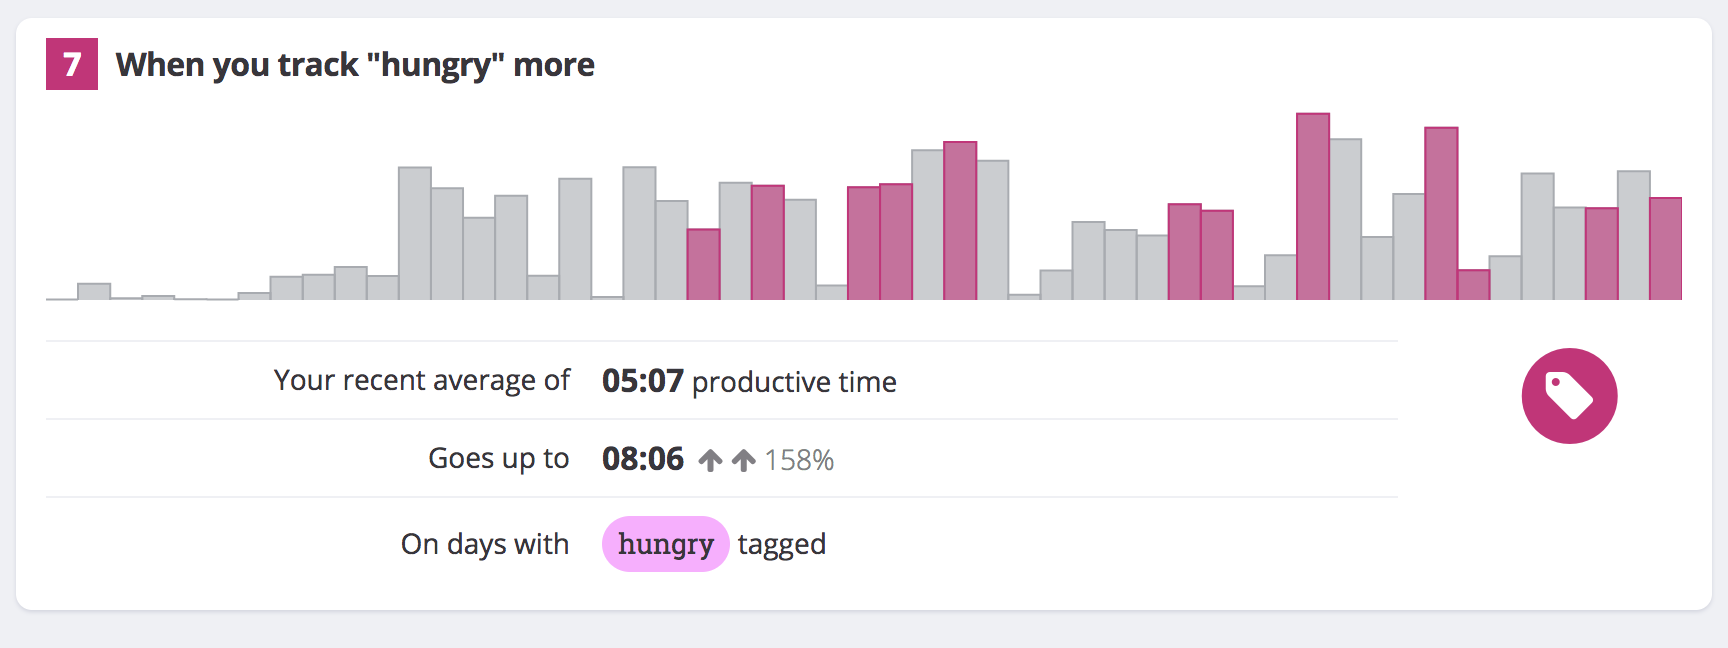 7 When you track "hungry" more
Your recent average of 05:07 productive time
Goes up to 08:06 158%
On days with hungry tagged